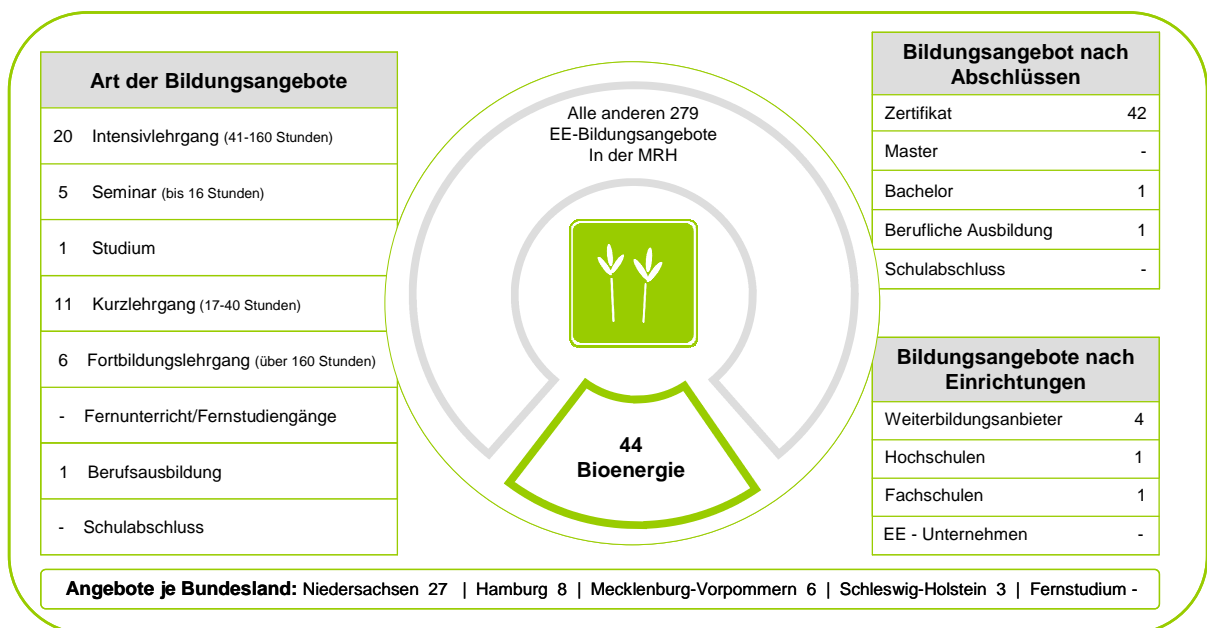 Art der Bildungsangebote
20 Intensivlehrgang (41-160 Stunden)
5 Seminar (bis 16 Stunden)
1 Studium
11 Kurzlehrgang (17-40 Stunden)
6 Fortbildungslehrgang (über 160 Stunden)
- Fernunterricht/Fernstudiengänge
1 Berufsausbildung
- Schulabschluss
Alle anderen 279
EE-Bildungsangebote
In der MRH
44
Bioenergie
Bildungsangebot nach
Abschlüssen
Zertifikat 42
Master -
Bachelor 1
Berufliche Ausbildung 1
Schulabschluss -
Bildungsangebote nach
Einrichtungen
Weiterbildungsanbieter 4
Hochschulen 1
Fachschulen 1
EE - Unternehmen -
Angebote je Bundesland: Niedersachsen 27 | Hamburg 8 | Mecklenburg-Vorpommern 6 | Schleswig-Holstein 3 | Fernstudium -